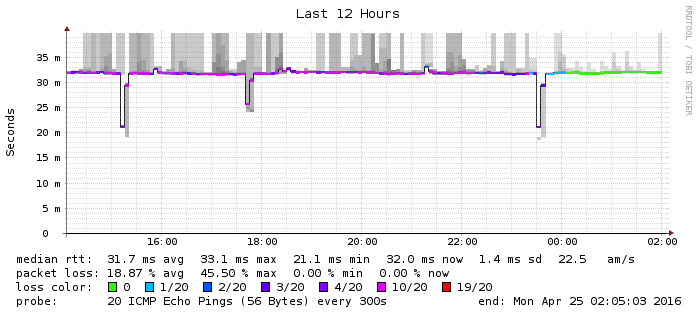 Last 12 Hours
RRDTOOL / TOBI OETIKER
Seconds
35 m
30 m
25 m
20 m
15 m
10 m
5 m
0
16:00 18:00 20:00 22:00 00:00 02:00
median rtt: 31.7 ms avg 33.1 ms max 21.1 ms min 32.0 ms now 1.4 ms sd 22.5 am/s
packet loss: 18.87 % avg 45.50 % max 0.00 % min 0.00 % now
loss color: 0 1/20 2/20 3/20 4/20 10/20 19/20
probe: 20 ICMP Echo Pings (56 Bytes) every 300s end: Mon Apr 25 02:05:03 2016